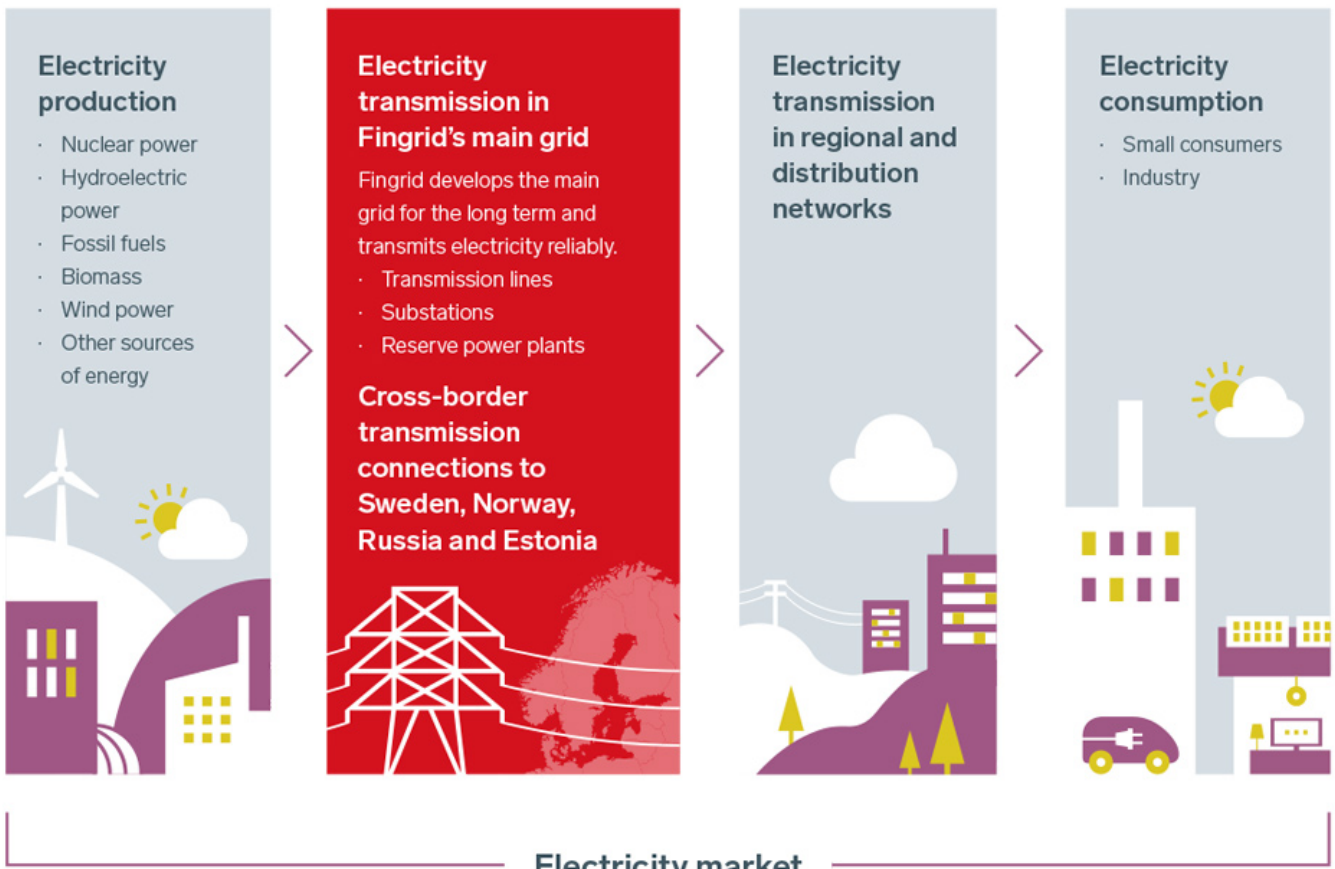 Electricity
production
· Nuclear power
· Hydroelectric
power
· Fossil fuels
· Biomass
· Wind power
· Other sources
of energy
Electricity
transmission in
Fingrid's main grid
Fingrid develops the main
grid for the long term and
transmits electricity reliably.
· Transmission lines
· Substations
· Reserve power plants
Cross-border
transmission
connections to
Sweden, Norway,
Russia and Estonia
Electricity
transmission
in regional and
distribution
networks
Electricity
consumption
· Small consumers
· Industry
Electricity market